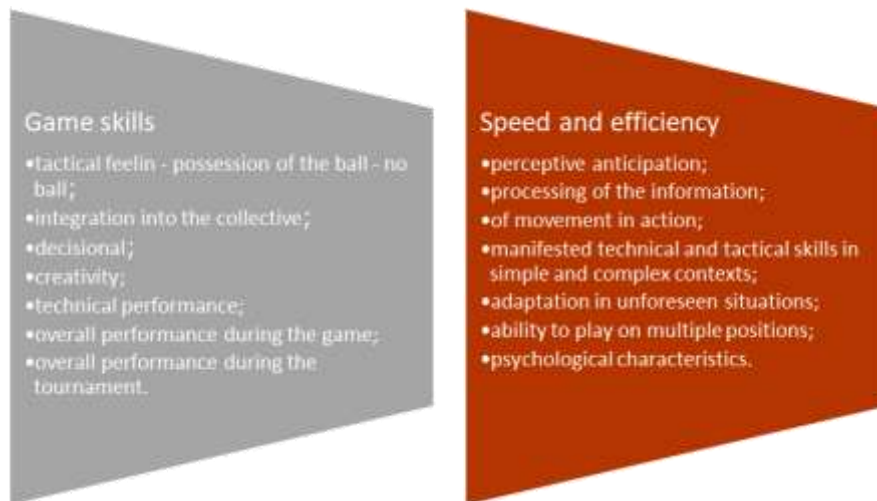 Game skills
•tactical feelin - possession of the ball - no
ball;
•integration into the collective;
•decisional;
•creativity;
•technical performance;
•overall performance during the game;
•overall performance during the
tournament.
Speed and efficiency
•perceptive anticipation;
•processing of the information;
•of movement in action;
•manifested technical and tactical skills in
simple and complex contexts;
•adaptation in unforeseen situations;
•ability to play on multiple positions;
•psychological characteristics.